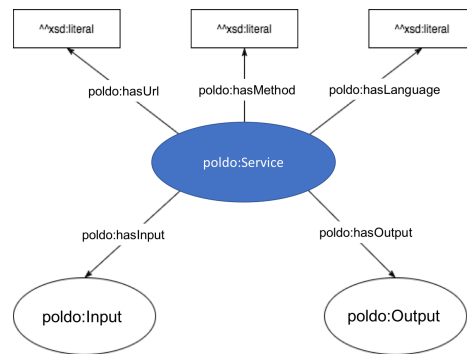 ^^xsd:literal
^^xsd:literal
^^xsd:literal
poldo:hasUrl
poldo:hasMethod
poldo:hasLanguage
poldo:Service
poldo:hasInput
poldo:hasOutput
poldo:Input
poldo:Output